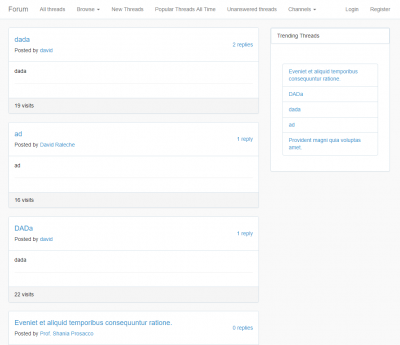 Forum All threads Browse New Threads Popular Threads All Time Unanswered threads Channels Login Register
dada
2 replies
Posted by david
dada
19 visits
ad
1 reply
Posted by David Raleche
ad
16 visits
DADa
1 reply
Posted by david
dada
22 visits
Eveniet et aliquid temporibus consequuntur ratione.
0 replies
Posted by Prof. Shania Prosacco
Trending Threads
Eveniet et aliquid temporibus
consequuntur ratione.
DADa
dada
ad
Provident magni quia voluptas
amet.